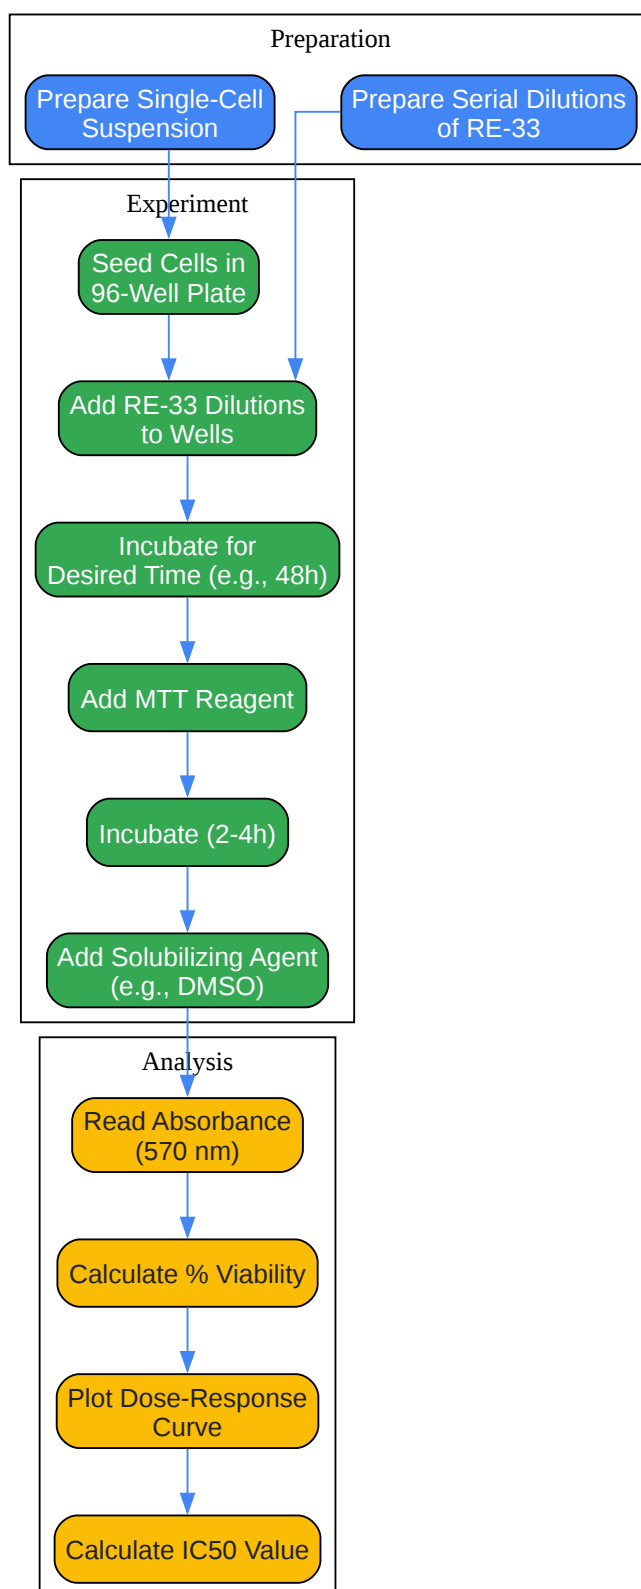 Preparation
Prepare Single-Cell
Suspension
Prepare Serial Dilutions
of RE-33
Experiment
Seed Cells in
96-Well Plate
Add RE-33 Dilutions
to Wells
Incubate for
Desired Time (e.g., 48h)
Add MTT Reagent
Incubate (2-4h)
Add Solubilizing Agent
(e.g., DMSO)
Analysis
Read Absorbance
(570 nm)
Calculate % Viability
Plot Dose-Response
Curve
Calculate IC50 Value